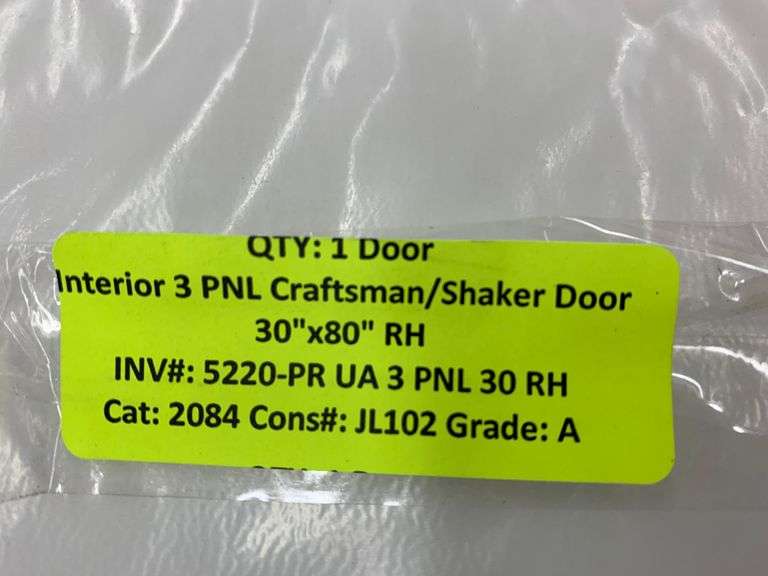 QTY: 1 Door
Interior 3 PNL Craftsman/Shaker Door
30"x80" RH
INV#: 5220-PR UA 3 PNL 30 RH
Cat: 2084 Cons#: JL102 Grade: A